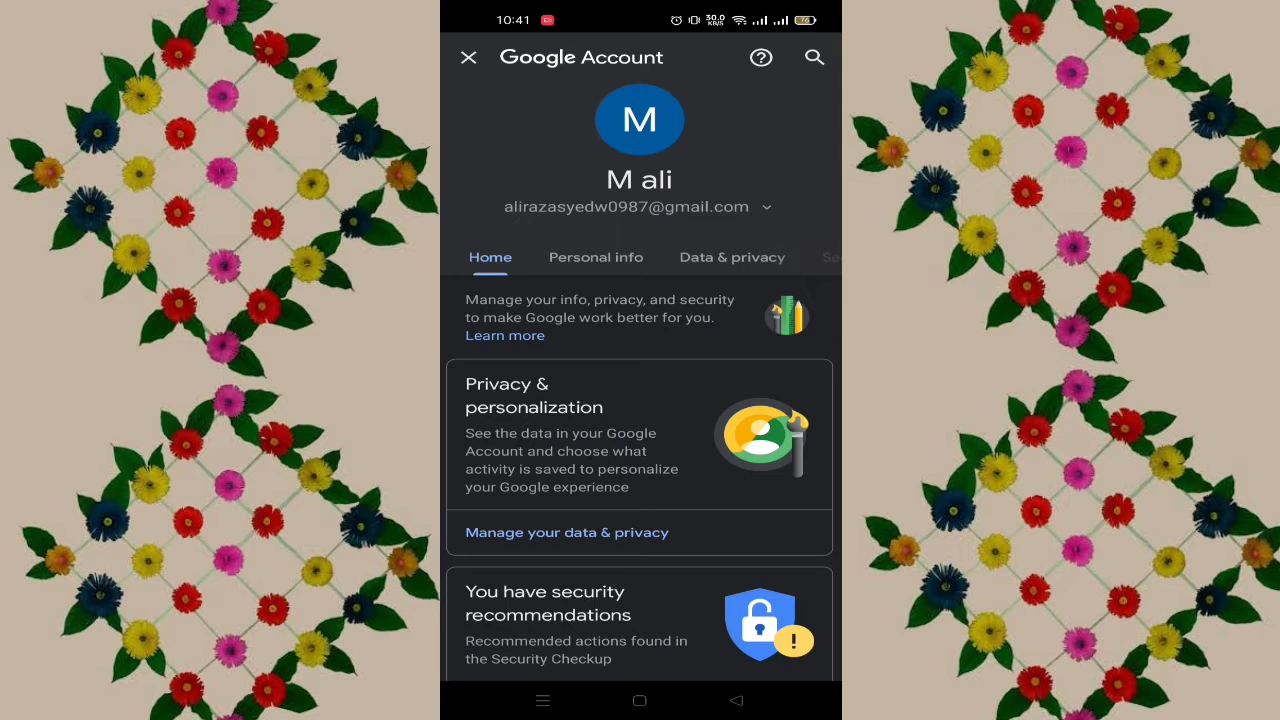 10:41 30.0 KB/S 76
Google Account
M
M ali
alirazasyedw0987@gmail.com
Home Personal info Data & privacy Se
Manage your info, privacy, and security
to make Google work better for you.
Learn more
Privacy &
personalization
See the data in your Google
Account and choose what
activity is saved to personalize
your Google experience
Manage your data & privacy
You have security
recommendations
Recommended actions found in
the Security Checkup